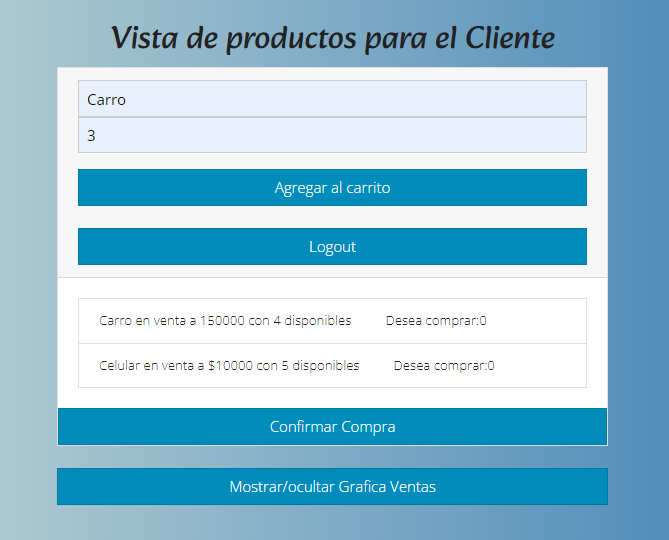 Vista de productos para el Cliente
Carro
3
Agregar al carrito
Logout
Carro en venta a 150000 con 4 disponibles Desea comprar:0
Celular en venta a $10000 con 5 disponibles Desea comprar:0
Confirmar Compra
Mostrar/ocultar Grafica Ventas